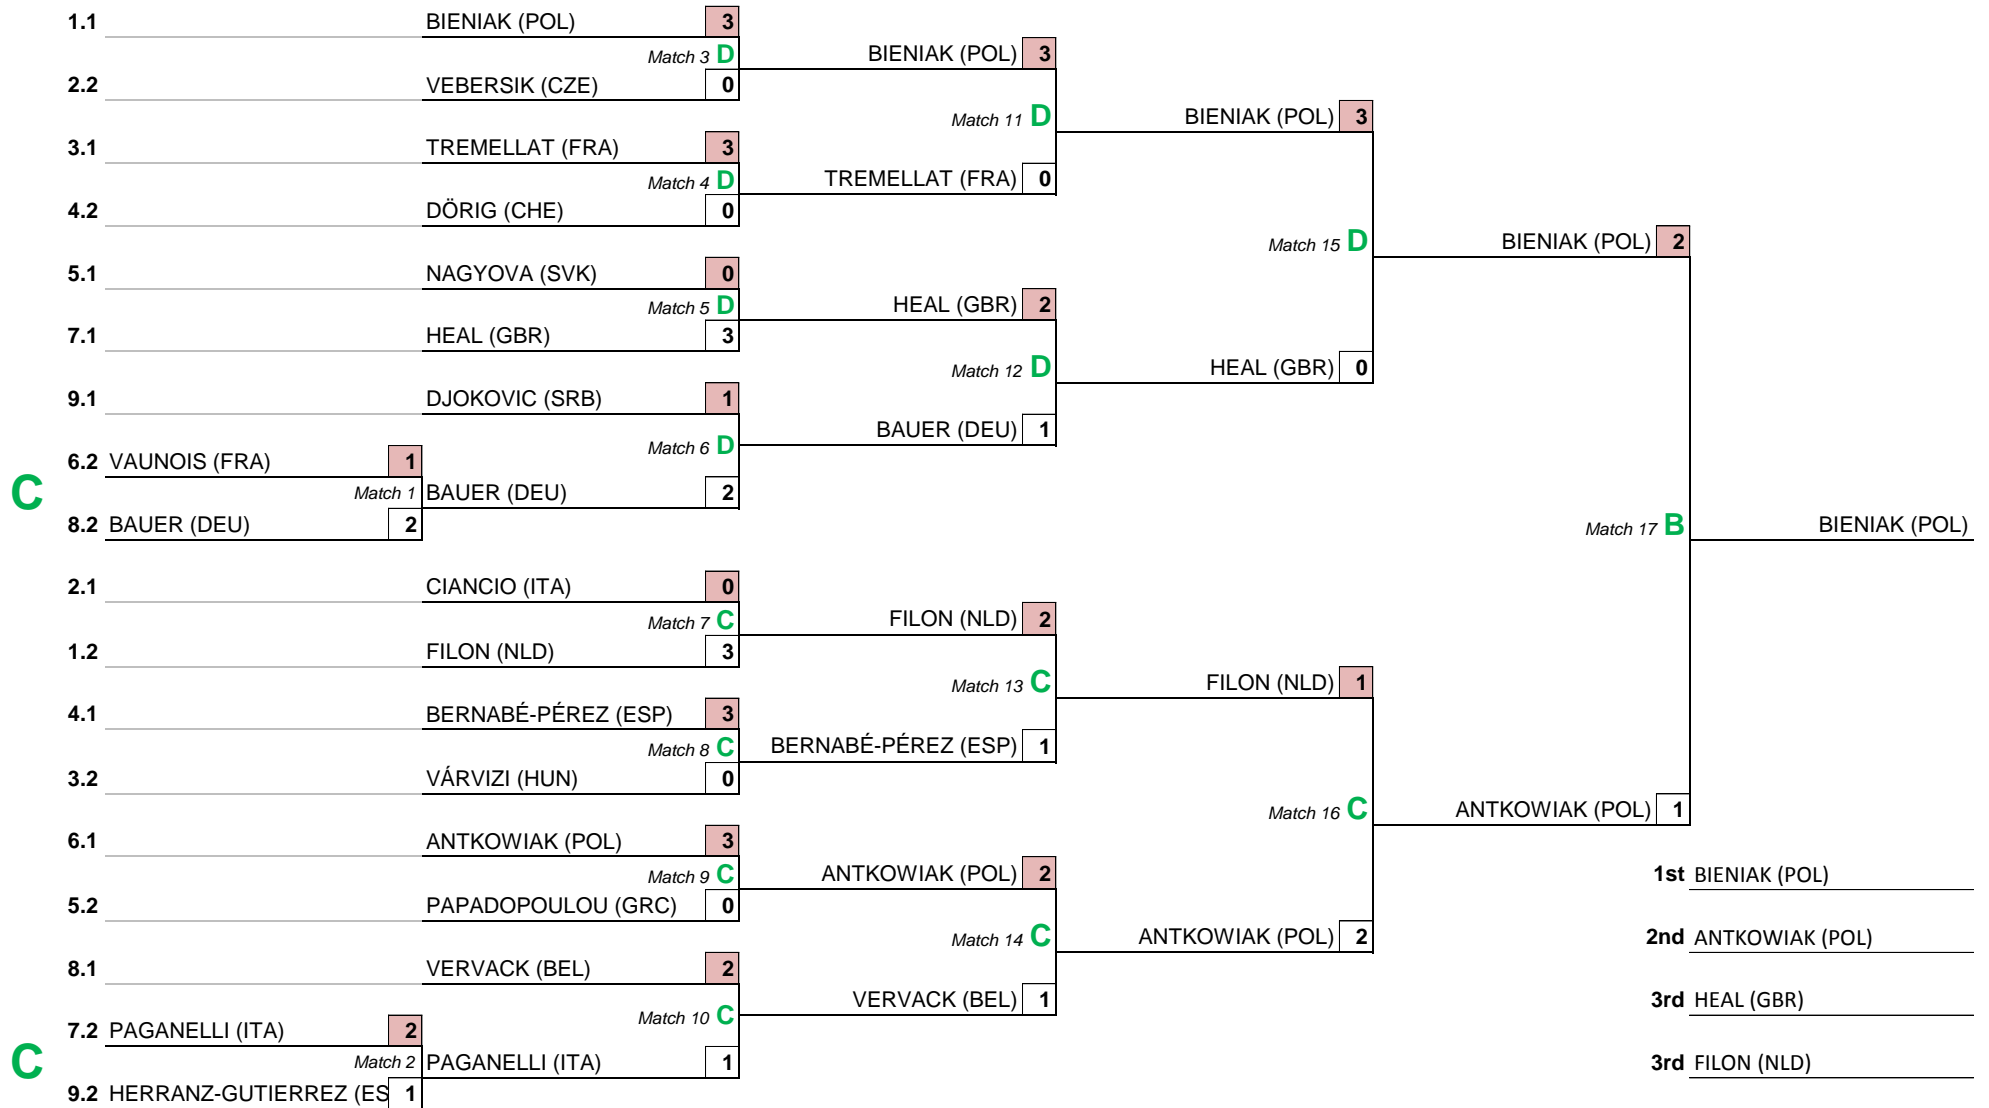 1.1 BIENIAK (POL) 3
Match 3 D BIENIAK (POL) 3
2.2 VEBERSIK (CZE) 0
Match 11 D BIENIAK (POL) 3
3.1 TREMELLAT (FRA) 3
Match 4 D TREMELLAT (FRA) 0
4.2 DÖRIG (CHE) 0
Match 15 D BIENIAK (POL) 2
5.1 NAGYOVA (SVK) 0
Match 5 D HEAL (GBR) 2
7.1 HEAL (GBR) 3
Match 12 D HEAL (GBR) 0
9.1 DJOKOVIC (SRB) 1
Match 6 D BAUER (DEU) 1
6.2 VAUNOIS (FRA) 1
C Match 1 BAUER (DEU) 2
8.2 BAUER (DEU) 2
Match 17 B BIENIAK (POL)
2.1 CIANCIO (ITA) 0
Match 7 C FILON (NLD) 2
1.2 FILON (NLD) 3
Match 13 C FILON (NLD) 1
4.1 BERNABÉ-PÉREZ (ESP) 3
Match 8 C BERNABÉ-PÉREZ (ESP) 1
3.2 VÁRVIZI (HUN) 0
Match 16 C ANTKOWIAK (POL) 1
6.1 ANTKOWIAK (POL) 3
Match 9 C ANTKOWIAK (POL) 2
1st BIENIAK (POL)
5.2 PAPADOPOULOU (GRC) 0
Match 14 C ANTKOWIAK (POL) 2
2nd ANTKOWIAK (POL)
8.1 VERVACK (BEL) 2
Match 10 C VERVACK (BEL) 1
3rd HEAL (GBR)
7.2 PAGANELLI (ITA) 2
C Match 2 PAGANELLI (ITA) 1
3rd FILON (NLD)
9.2 HERRANZ-GUTIERREZ (ES 1